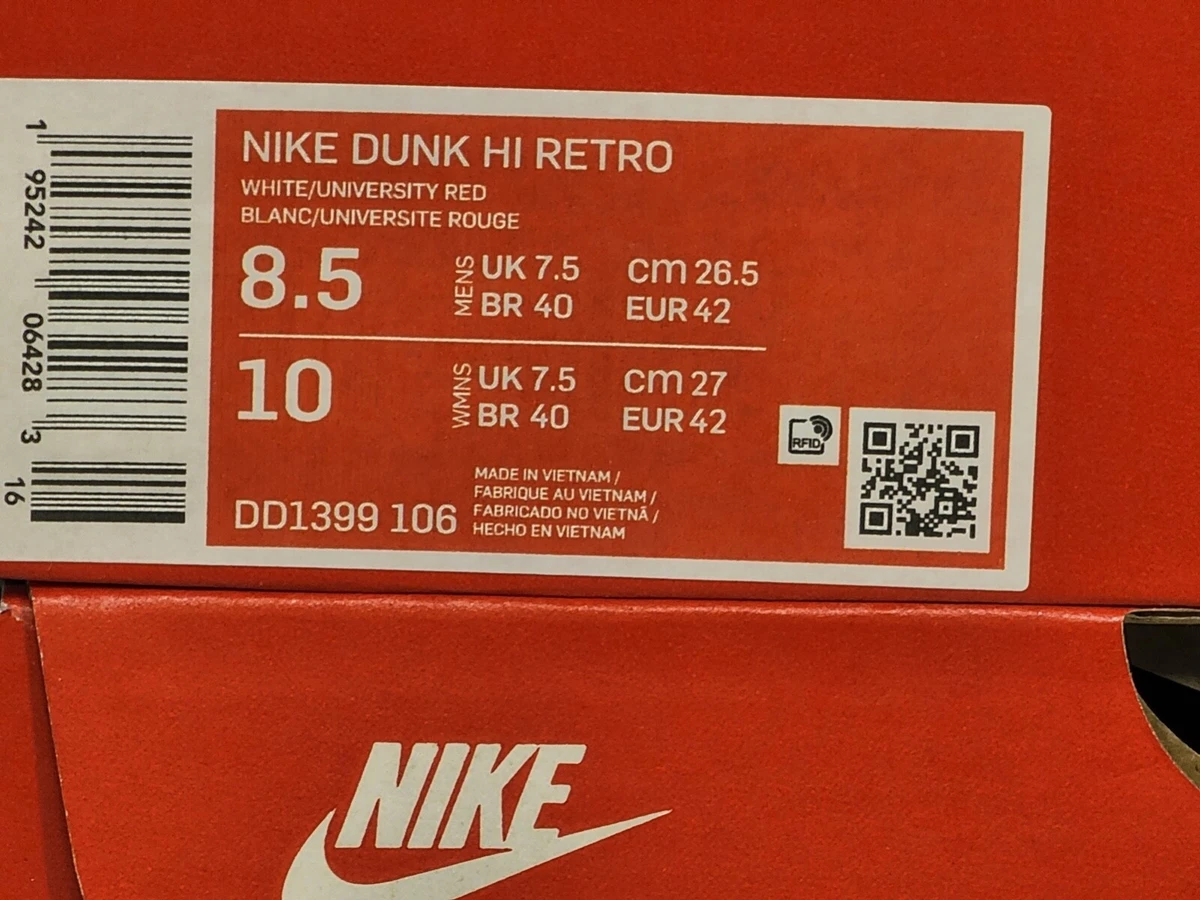 1 95242 06428 3
16
NIKE DUNK HI RETRO
WHITE/UNIVERSITY RED
BLANC/UNIVERSITE ROUGE
8.5 MENS UK 7.5 cm 26.5
BR 40 EUR 42
10 WMNS UK 7.5 cm 27
BR 40 EUR 42
RFID
DD1399 106
MADE IN VIETNAM /
FABRIQUE AU VIETNAM /
FABRICADO NO VIETNÃ /
HECHO EN VIETNAM
NIKE